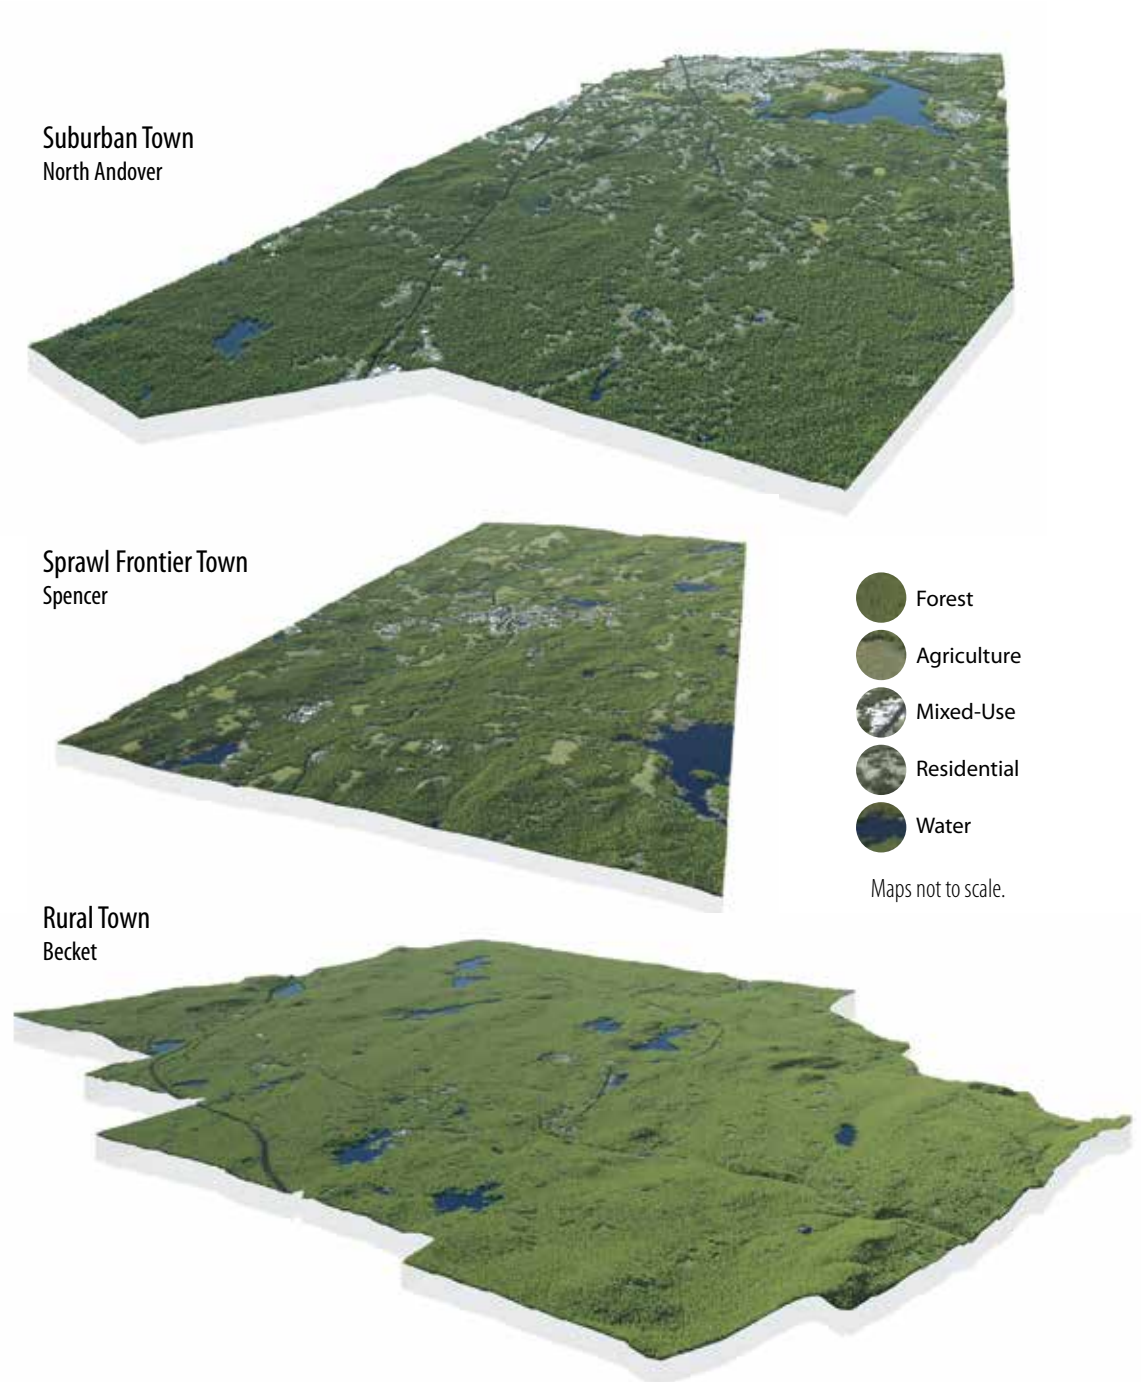 Suburban Town
North Andover
Sprawl Frontier Town
Spencer
Forest
Agriculture
Mixed-Use
Residential
Water
Maps not to scale.
Rural Town
Becket